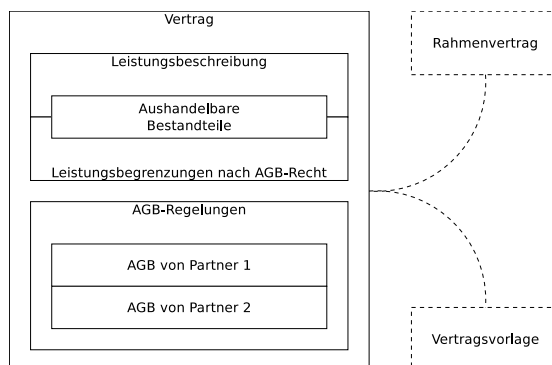 Vertrag
Leistungsbeschreibung
Aushandelbare
Bestandteile
Leistungsbegrenzungen nach AGB-Recht
AGB-Regelungen
AGB von Partner 1
AGB von Partner 2
Rahmenvertrag
Vertragsvorlage